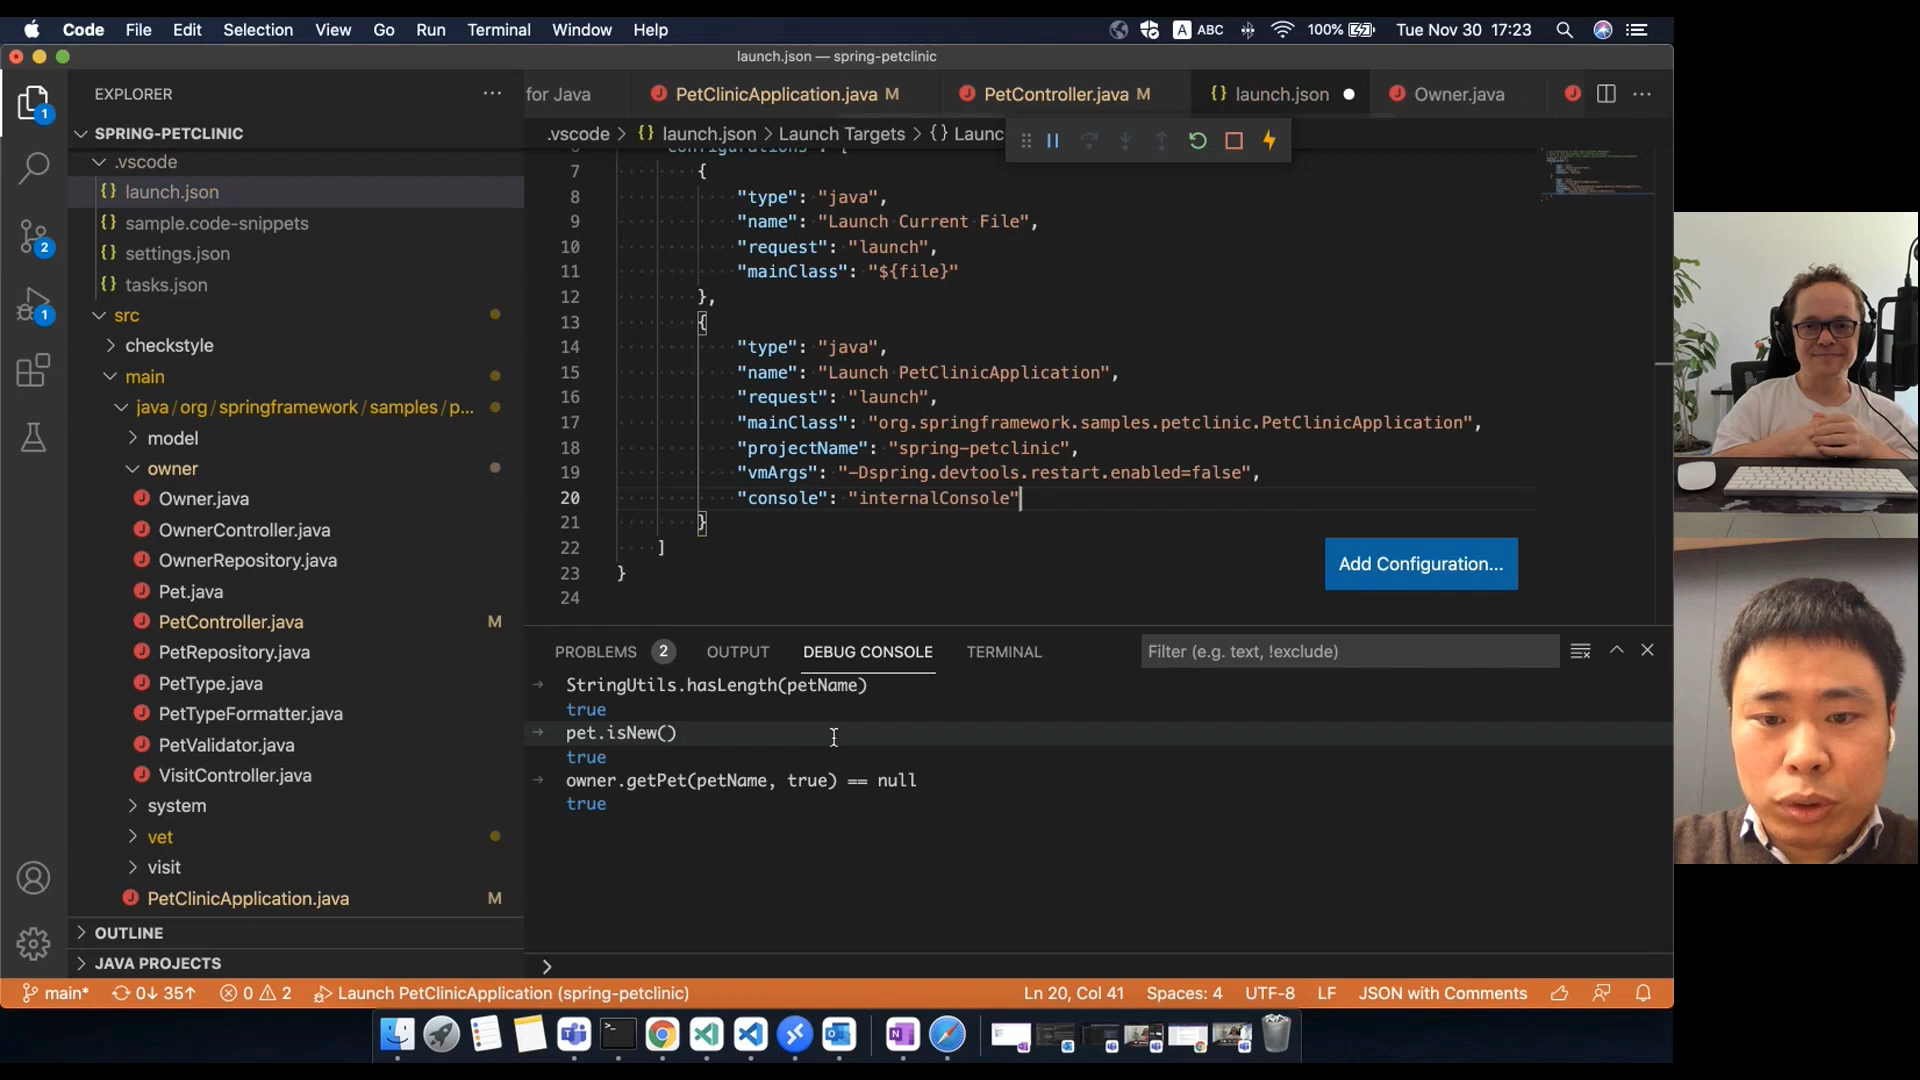 Code File Edit Selection View Go Run Terminal Window Help
A ABC 100% Tue Nov 30 17:23
launch.json — spring-petclinic
EXPLORER
SPRING-PETCLINIC
.vscode
launch.json
sample.code-snippets
settings.json
tasks.json
src
checkstyle
main
java/org/springframework/samples/p...
model
owner
Owner.java
OwnerController.java
OwnerRepository.java
Pet.java
PetController.java M
PetRepository.java
PetType.java
PetTypeFormatter.java
PetValidator.java
VisitController.java
system
vet
visit
PetClinicApplication.java M
OUTLINE
JAVA PROJECTS
1
2
1
for Java PetClinicApplication.java M PetController.java M {} launch.json Owner.java
.vscode > {} launch.json > Launch Targets > {} Launc
7 {
8 "type": "java",
9 "name": "Launch Current File",
10 "request": "launch",
11 "mainClass": "${file}"
12 },
13 {
14 "type": "java",
15 "name": "Launch PetClinicApplication",
16 "request": "launch",
17 "mainClass": "org.springframework.samples.petclinic.PetClinicApplication",
18 "projectName": "spring-petclinic",
19 "vmArgs": "-Dspring.devtools.restart.enabled=false",
20 "console": "internalConsole"
21 }
22 ]
23 }
24
Add Configuration...
PROBLEMS 2 OUTPUT DEBUG CONSOLE TERMINAL Filter (e.g. text, !exclude)
StringUtils.hasLength(petName)
true
pet.isNew()
true
owner.getPet(petName, true) == null
true
main* 0↓ 35↑ 0 2 Launch PetClinicApplication (spring-petclinic) Ln 20, Col 41 Spaces: 4 UTF-8 LF JSON with Comments